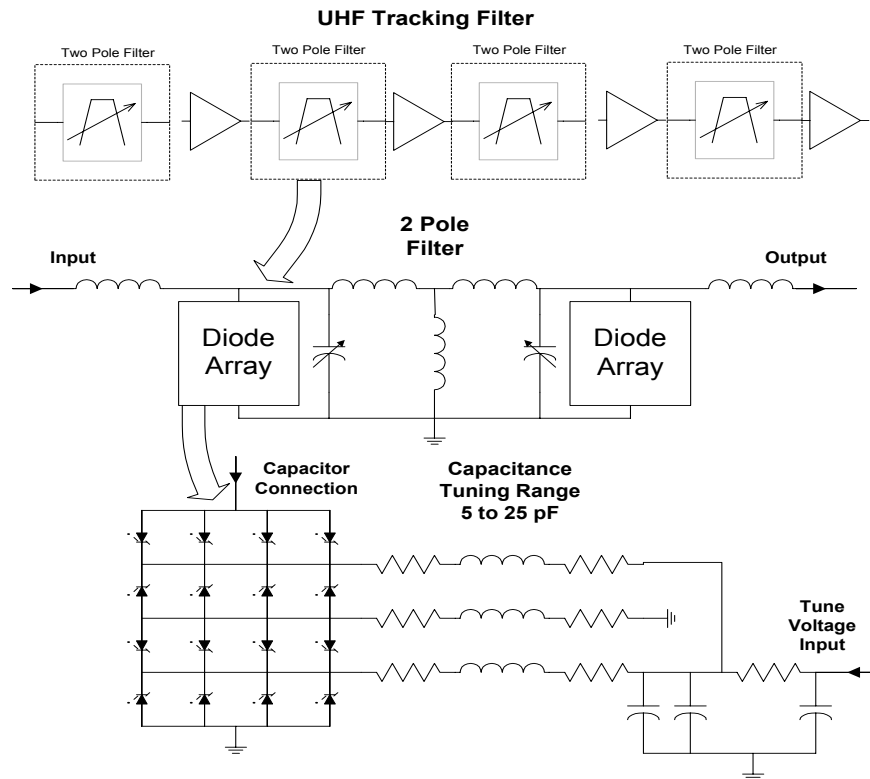 UHF Tracking Filter
Two Pole Filter
Two Pole Filter
Two Pole Filter
Two Pole Filter
2 Pole
Filter
Input
Output
Diode
Array
Diode
Array
Capacitor
Connection
Capacitance
Tuning Range
5 to 25 pF
Tune
Voltage
Input